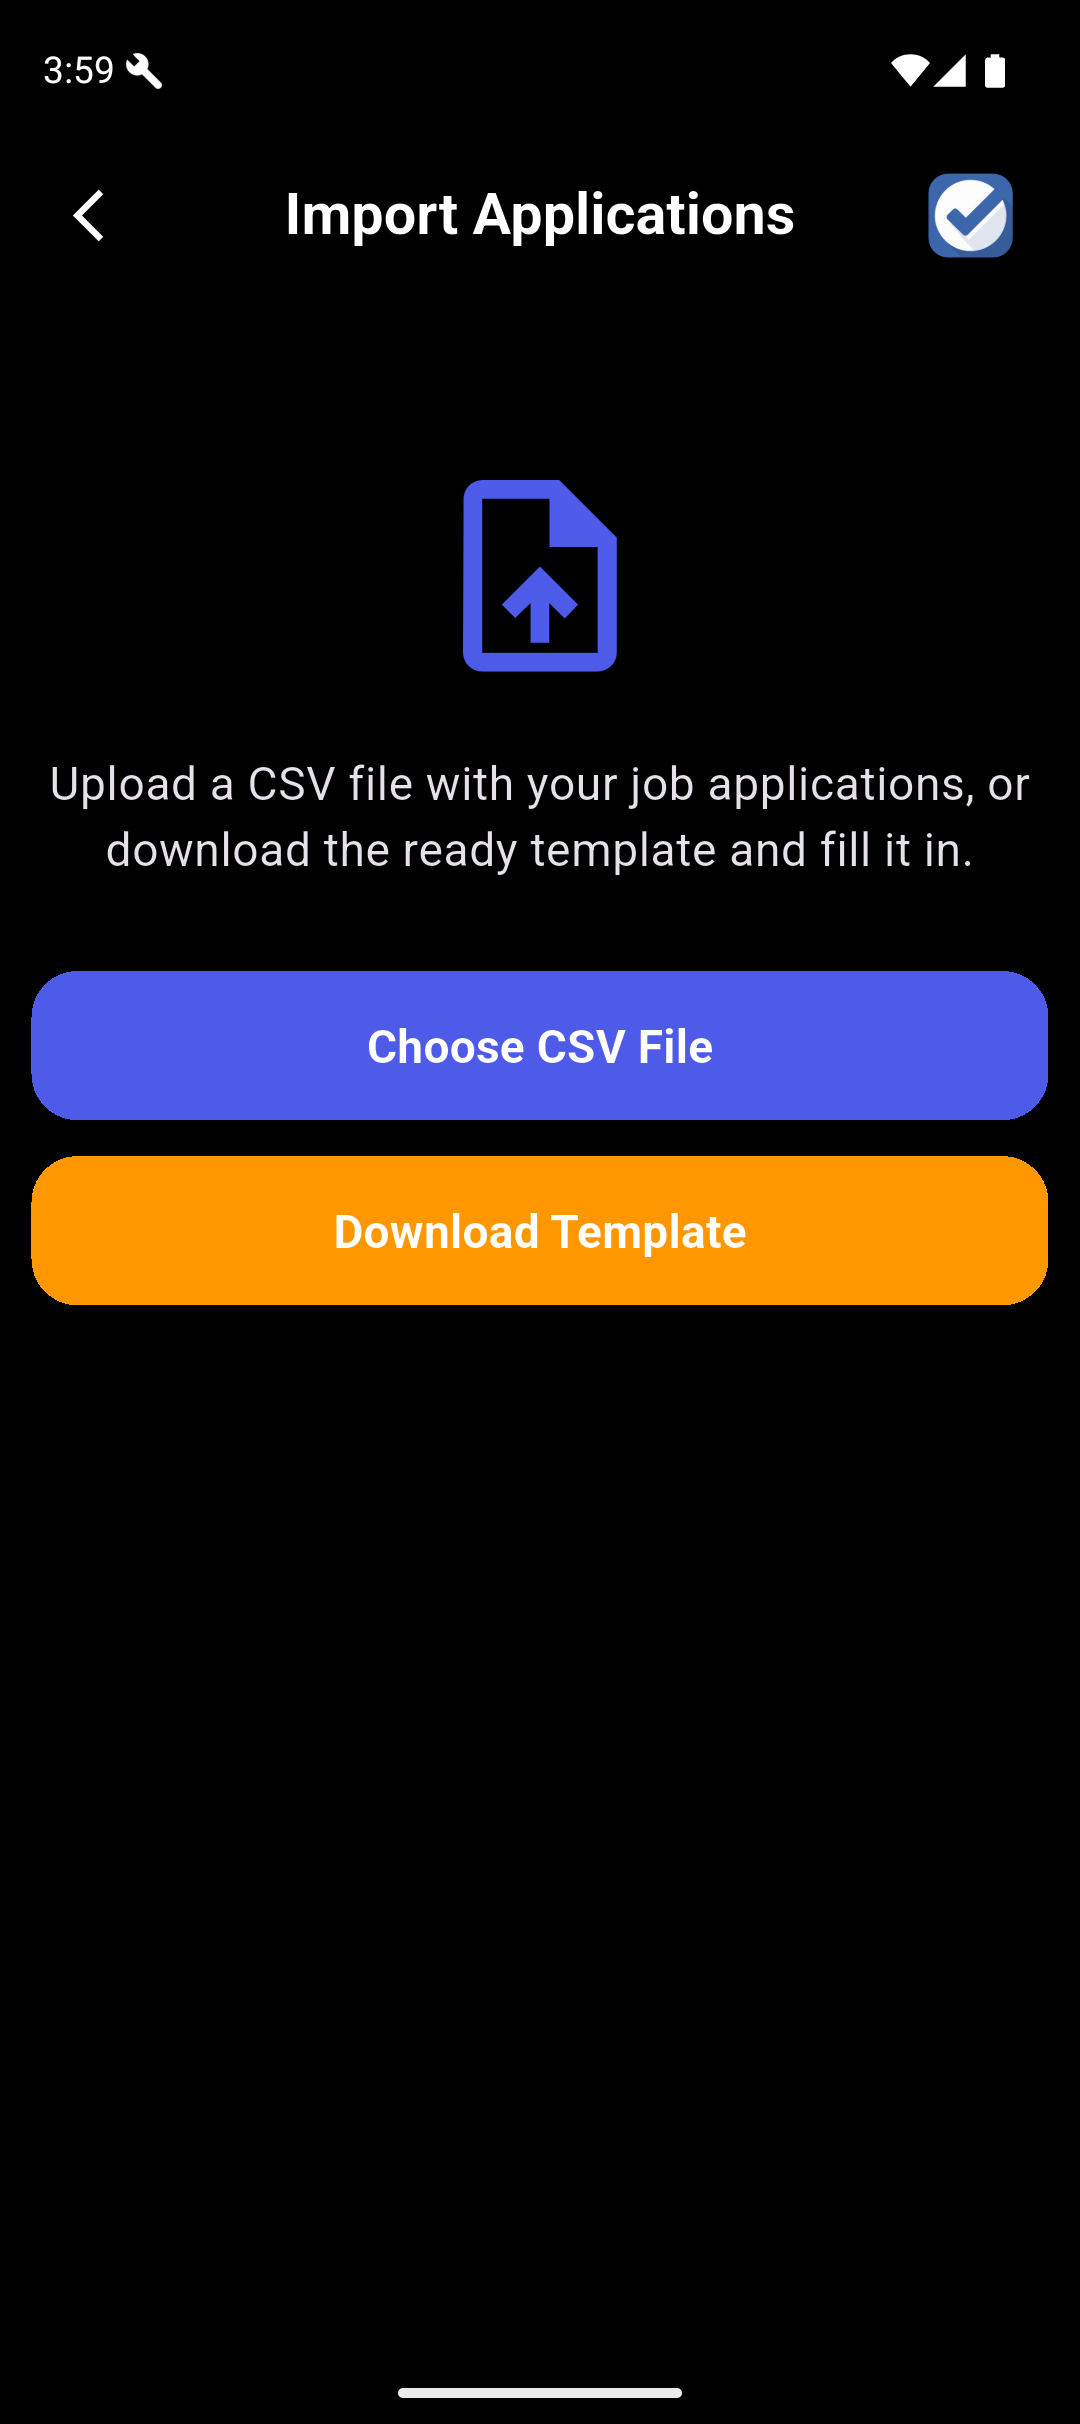 3:59
Import Applications
Upload a CSV file with your job applications, or
download the ready template and fill it in.
Choose CSV File
Download Template